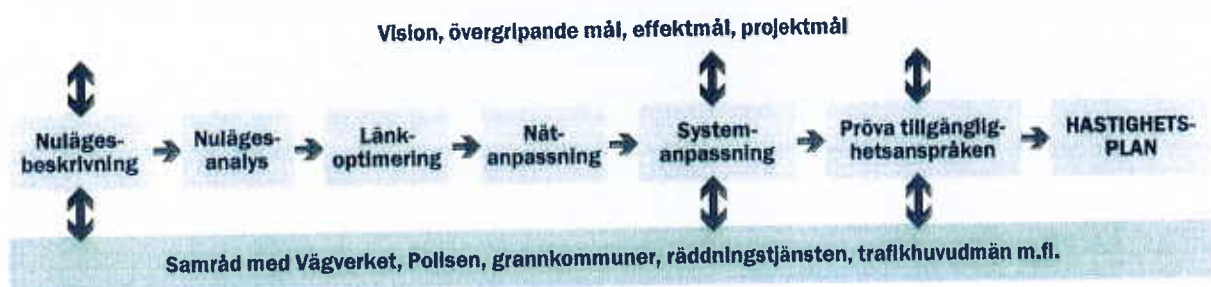 Vision, övergripande mål, effektmål, projektmål
Nuläges-
beskrivning
Nuläges-
analys
Länk-
optimering
Nät-
anpassning
System-
anpassning
Pröva tillgänglig-
hetsanspråken
HASTIGHETS-
PLAN
Samråd med Vägverket, Polisen, grannkommuner, räddningstjänsten, trafikhuvudmän m.fl.